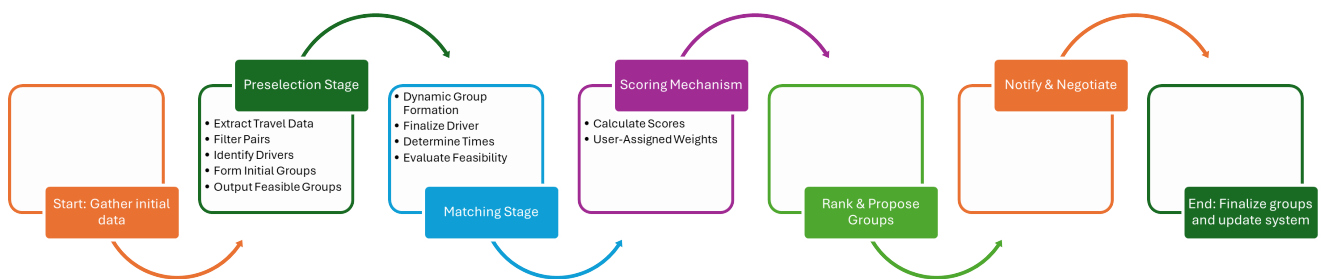 Start: Gather initial
data
Preselection Stage
• Extract Travel Data
• Filter Pairs
• Identify Drivers
• Form Initial Groups
• Output Feasible Groups
• Dynamic Group
Formation
• Finalize Driver
• Determine Times
• Evaluate Feasibility
Matching Stage
Scoring Mechanism
• Calculate Scores
• User-Assigned Weights
Rank & Propose
Groups
Notify & Negotiate
End: Finalize groups
and update system